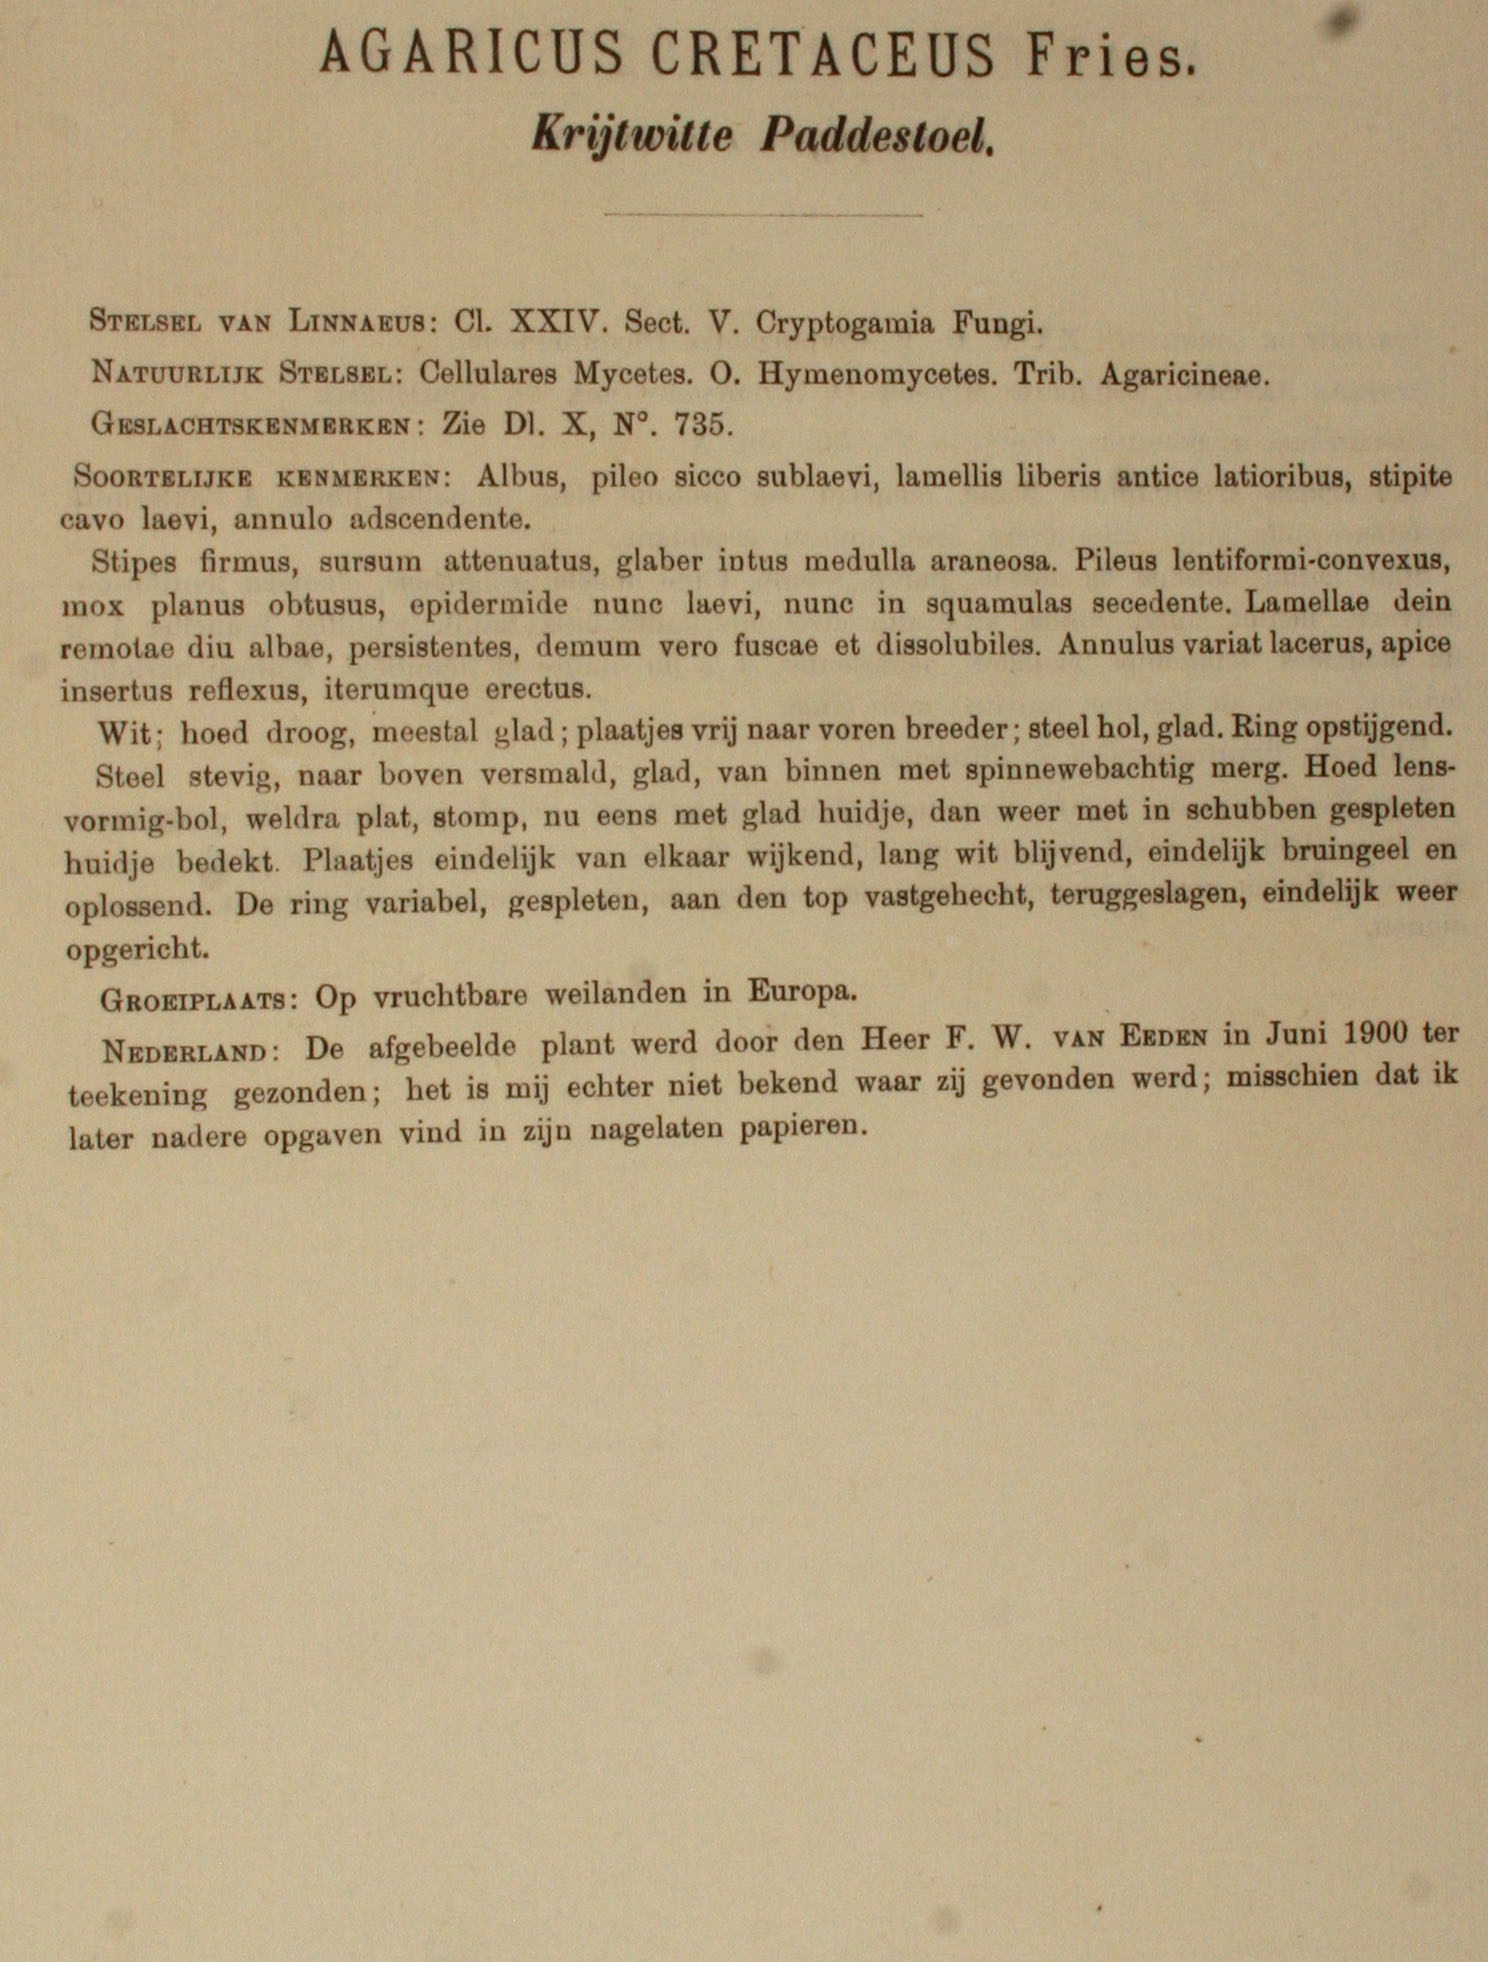 AGARICUS CRETACEUS Fries.
Krijtwitte Paddestoel.
STELSEL VAN LINNAEUS: Cl. XXIV. Sect. V. Cryptogamia Fungi.
NATUURLIJK STELSEL: Cellulares Mycetes. O. Hymenomycetes. Trib. Agaricineae.
GESLACHTSKENMERKEN: Zie Dl. X, N°. 735.
SOORTELIJKE KENMERKEN: Albus, pileo sicco sublaevi, lamellis liberis antice latioribus, stipite
cavo laevi, annulo adscendente.
Stipes firmus, sursum attenuatus, glaber intus medulla araneosa. Pileus lentiformi-convexus,
mox planus obtusus, epidermide nunc laevi, nunc in squamulas secedente. Lamellae dein
remotae diu albae, persistentes, demum vero fuscae et dissolubiles. Annulus variat lacerus, apice
insertus reflexus, iterumque erectus.
Wit; hoed droog, meestal glad; plaatjes vrij naar voren breeder; steel hol, glad. Ring opstijgend.
Steel stevig, naar boven versmald, glad, van binnen met spinnewebachtig merg. Hoed lens-
vormig-bol, weldra plat, stomp, nu eens met glad huidje, dan weer met in schubben gespleten
huidje bedekt. Plaatjes eindelijk van elkaar wijkend, lang wit blijvend, eindelijk bruingeel en
oplossend. De ring variabel, gespleten, aan den top vastgehecht, teruggeslagen, eindelijk weer
opgericht.
GROEIPLAATS: Op vruchtbare weilanden in Europa.
NEDERLAND: De afgebeelde plant werd door den Heer F. W. VAN EEDEN in Juni 1900 ter
teekening gezonden; het is mij echter niet bekend waar zij gevonden werd; misschien dat ik
later nadere opgaven vind in zijn nagelaten papieren.